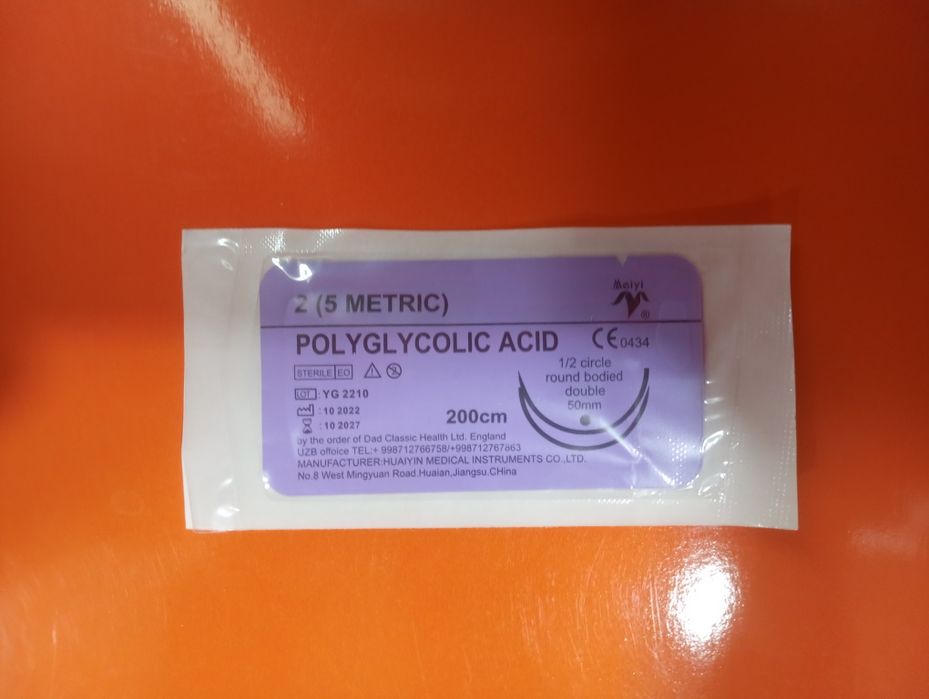 2 (5 METRIC)
Meiyi
®
POLYGLYCOLIC ACID
CE 0434
STERILE EO
LOT : YG 2210
: 10 2022
: 10 2027
200cm
1/2 circle
round bodied
double
50mm
by the order of Dad Classic Health Ltd. England
UZB offoice TEL:+ 998712766758/+998712767863
MANUFACTURER:HUAIYIN MEDICAL INSTRUMENTS CO.,LTD.
No.8 West Mingyuan Road.Huaian,Jiangsu.CHina